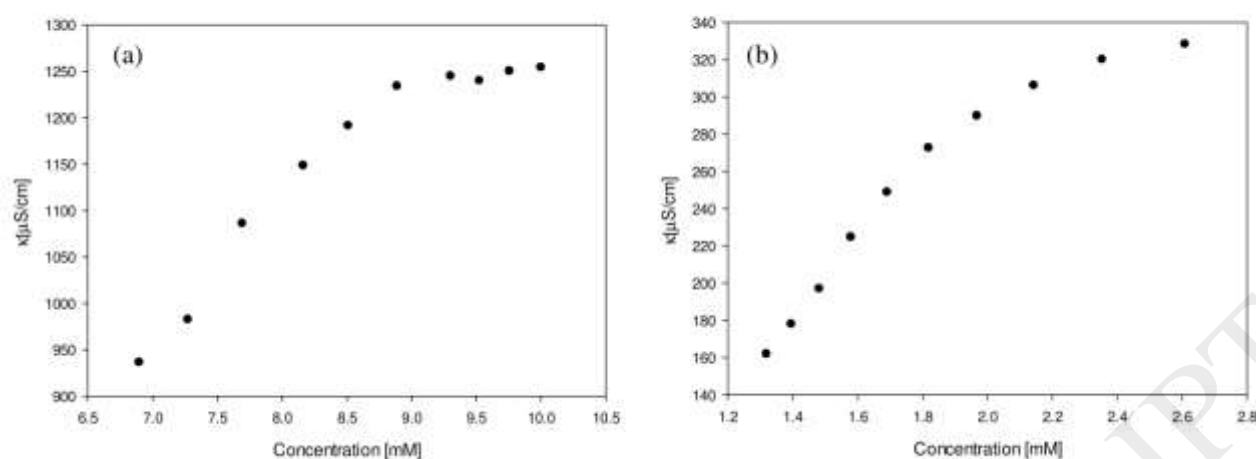 (a)
1300
1250
1200
1150
1100
1050
1000
950
900
κ[µS/cm]
6.5 7.0 7.5 8.0 8.5 9.0 9.5 10.0 10.5
Concentration [mM]
(b)
340
320
300
280
260
240
220
200
180
160
140
κ[µS/cm]
1.2 1.4 1.6 1.8 2.0 2.2 2.4 2.6 2.8
Concentration [mM]
IPT